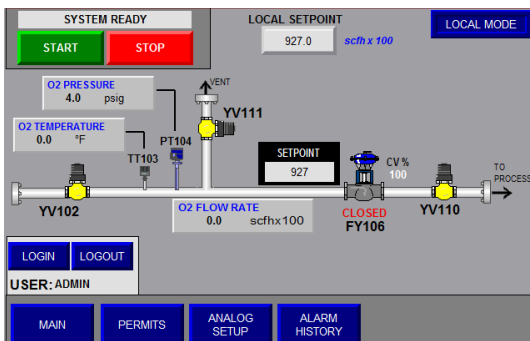 SYSTEM READY
START
STOP
LOCAL SETPOINT
927.0
scfh x 100
LOCAL MODE
O2 PRESSURE
4.0 psig
VENT
YV111
O2 TEMPERATURE
0.0 °F
PT104
TT103
SETPOINT
927
CV %
100
TO
PROCESS
YV102
O2 FLOW RATE
0.0 scfhx100
CLOSED
FY106
YV110
LOGIN
LOGOUT
USER: ADMIN
MAIN
PERMITS
ANALOG
SETUP
ALARM
HISTORY